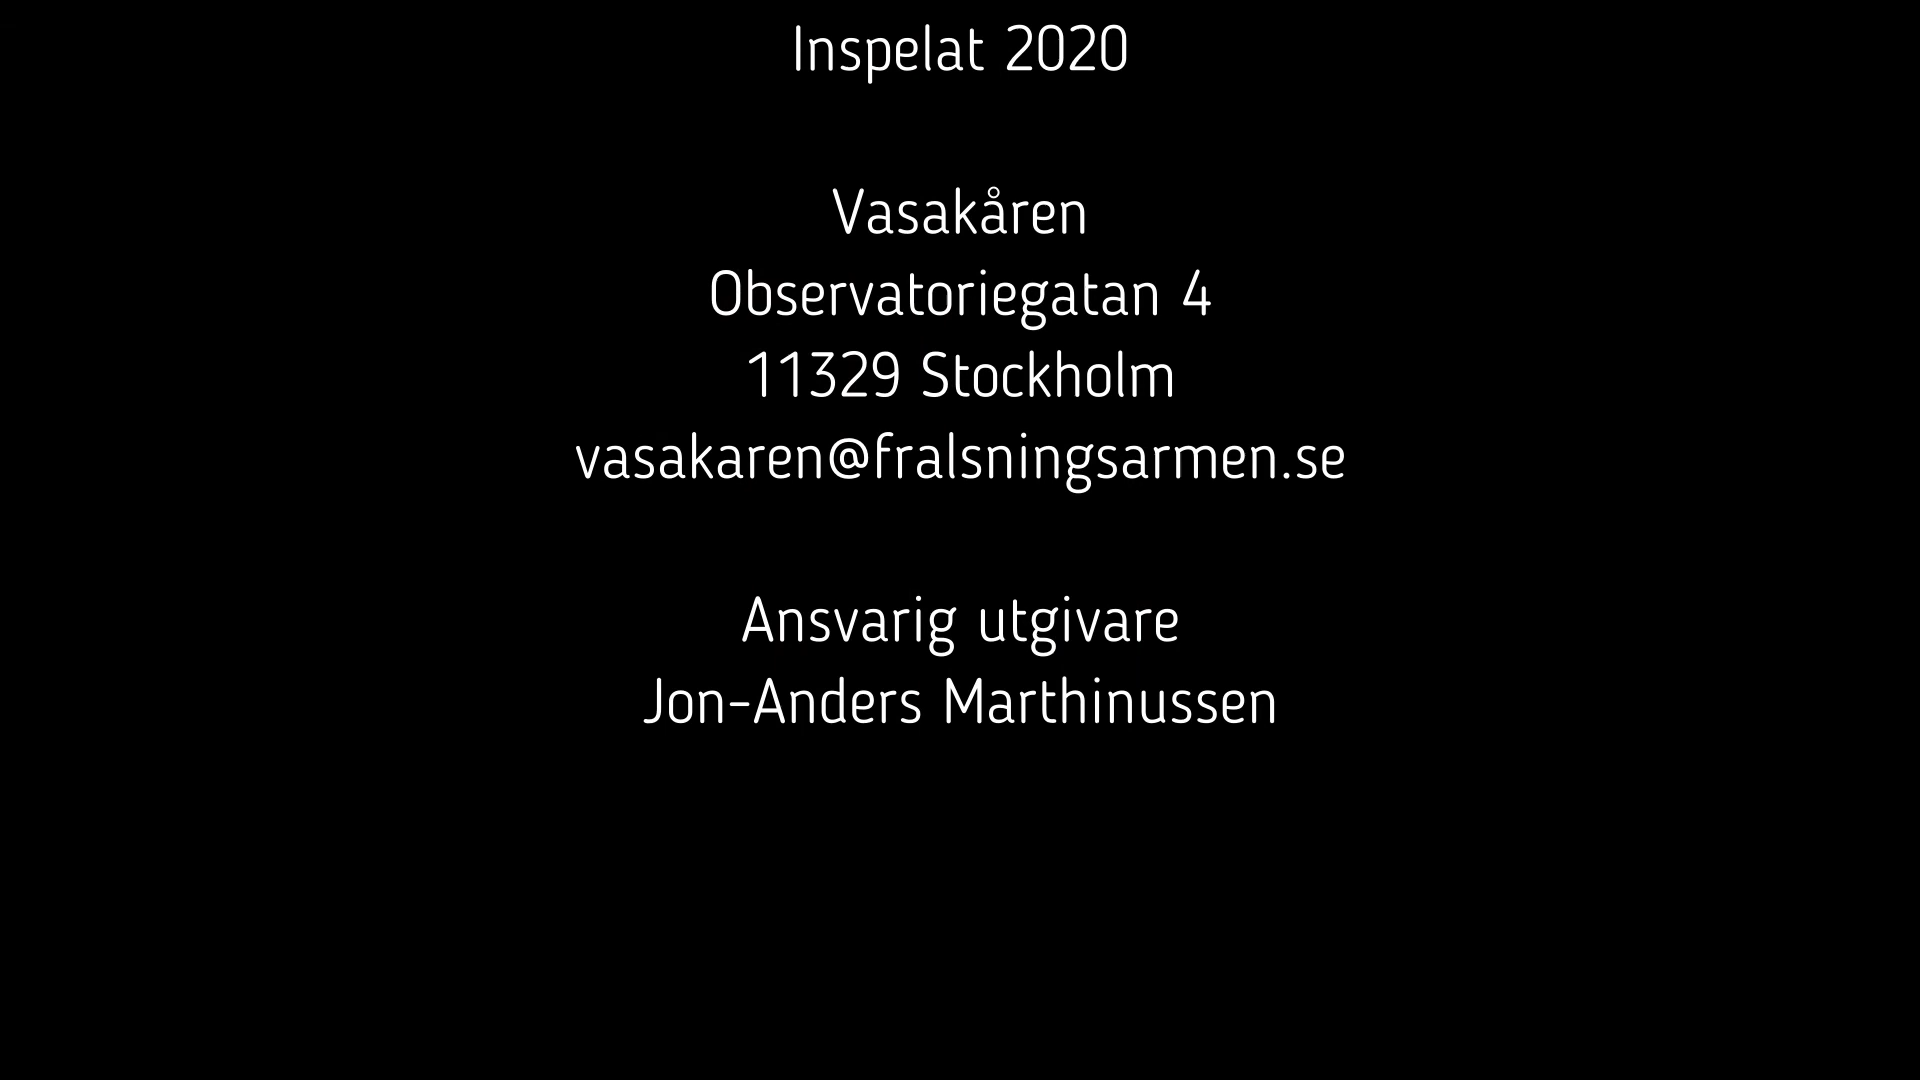 Inspelat 2020
Vasakåren
Observatoriegatan 4
11329 Stockholm
vasakaren@fralsningsarmen.se
Ansvarig utgivare
Jon-Anders Marthinussen